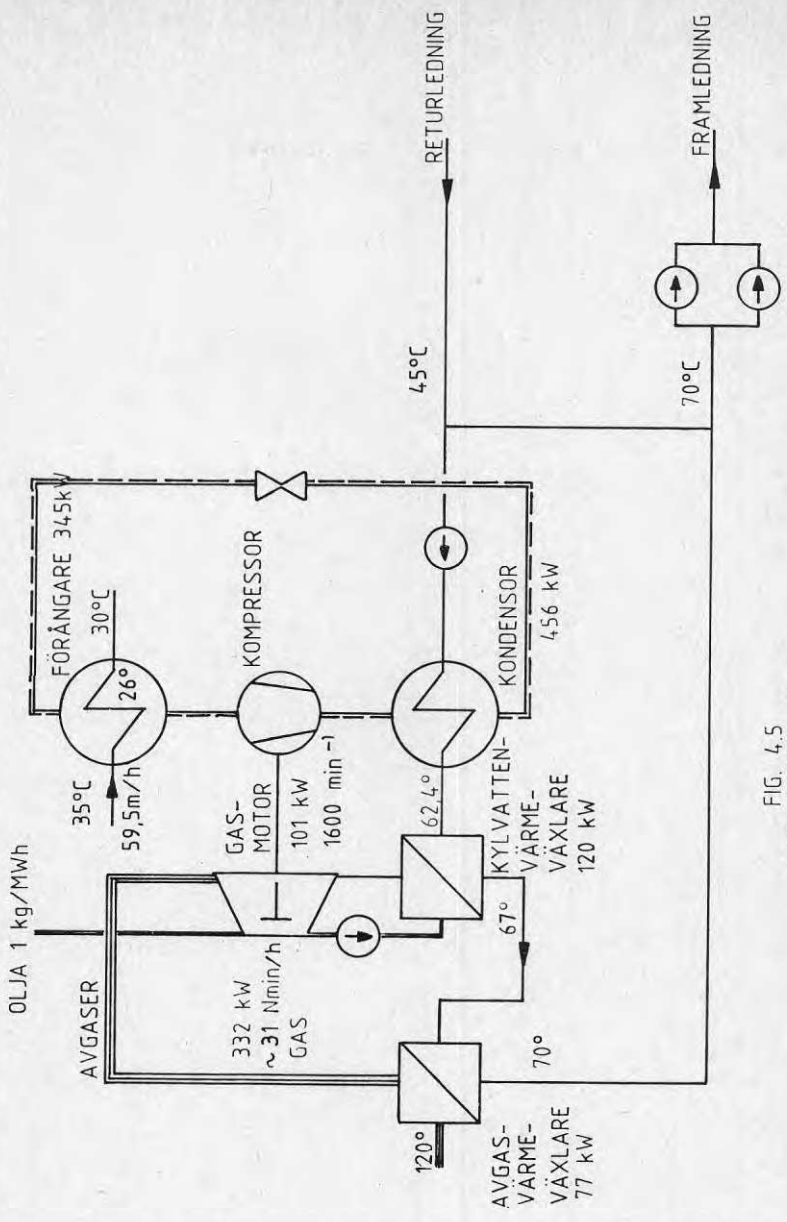 OLJA 1 kg/MWh
AVGASER
35°C
59,5m/h
FÖRÅNGARE 345kW
30°C
26°
GAS-
MOTOR
101 kW
1600 min⁻¹
KOMPRESSOR
332 kW
~31 Nmin/h
GAS
120°
AVGAS-
VÄRME-
VÄXLARE
77 kW
70°
67°
62,4°
KYLVATTEN-
VÄRME-
VÄXLARE
120 kW
KONDENSOR
456 kW
45°C
RETURLEDNING
70°C
FRAMLEDNING
FIG. 4.5